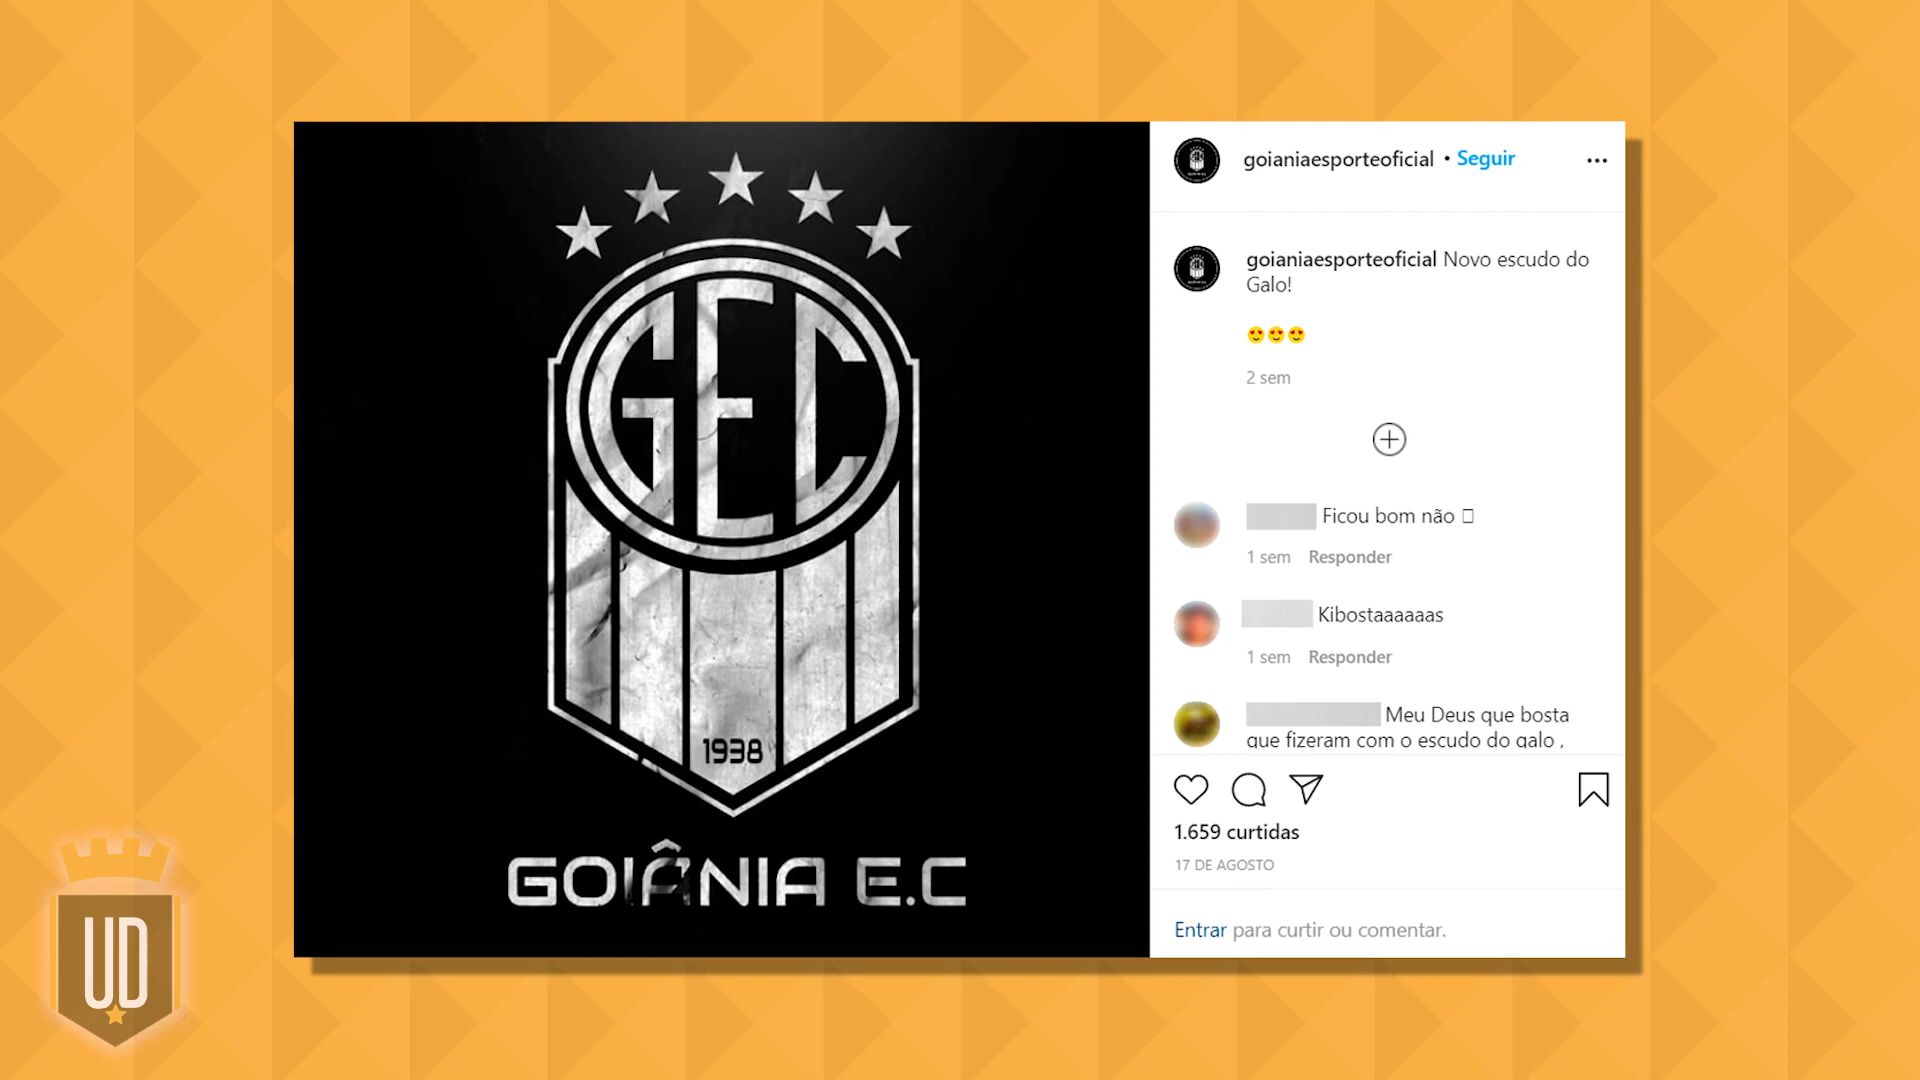 GEC
1938
GOIÂNIA E.C
goianiaesporteoficial • Seguir
goianiaesporteoficial Novo escudo do
Galo!
2 sem
Ficou bom não
1 sem Responder
Kibostaaaaaas
1 sem Responder
Meu Deus que bosta
que fizeram com o escudo do galo ,
1.659 curtidas
17 DE AGOSTO
Entrar para curtir ou comentar.
UD